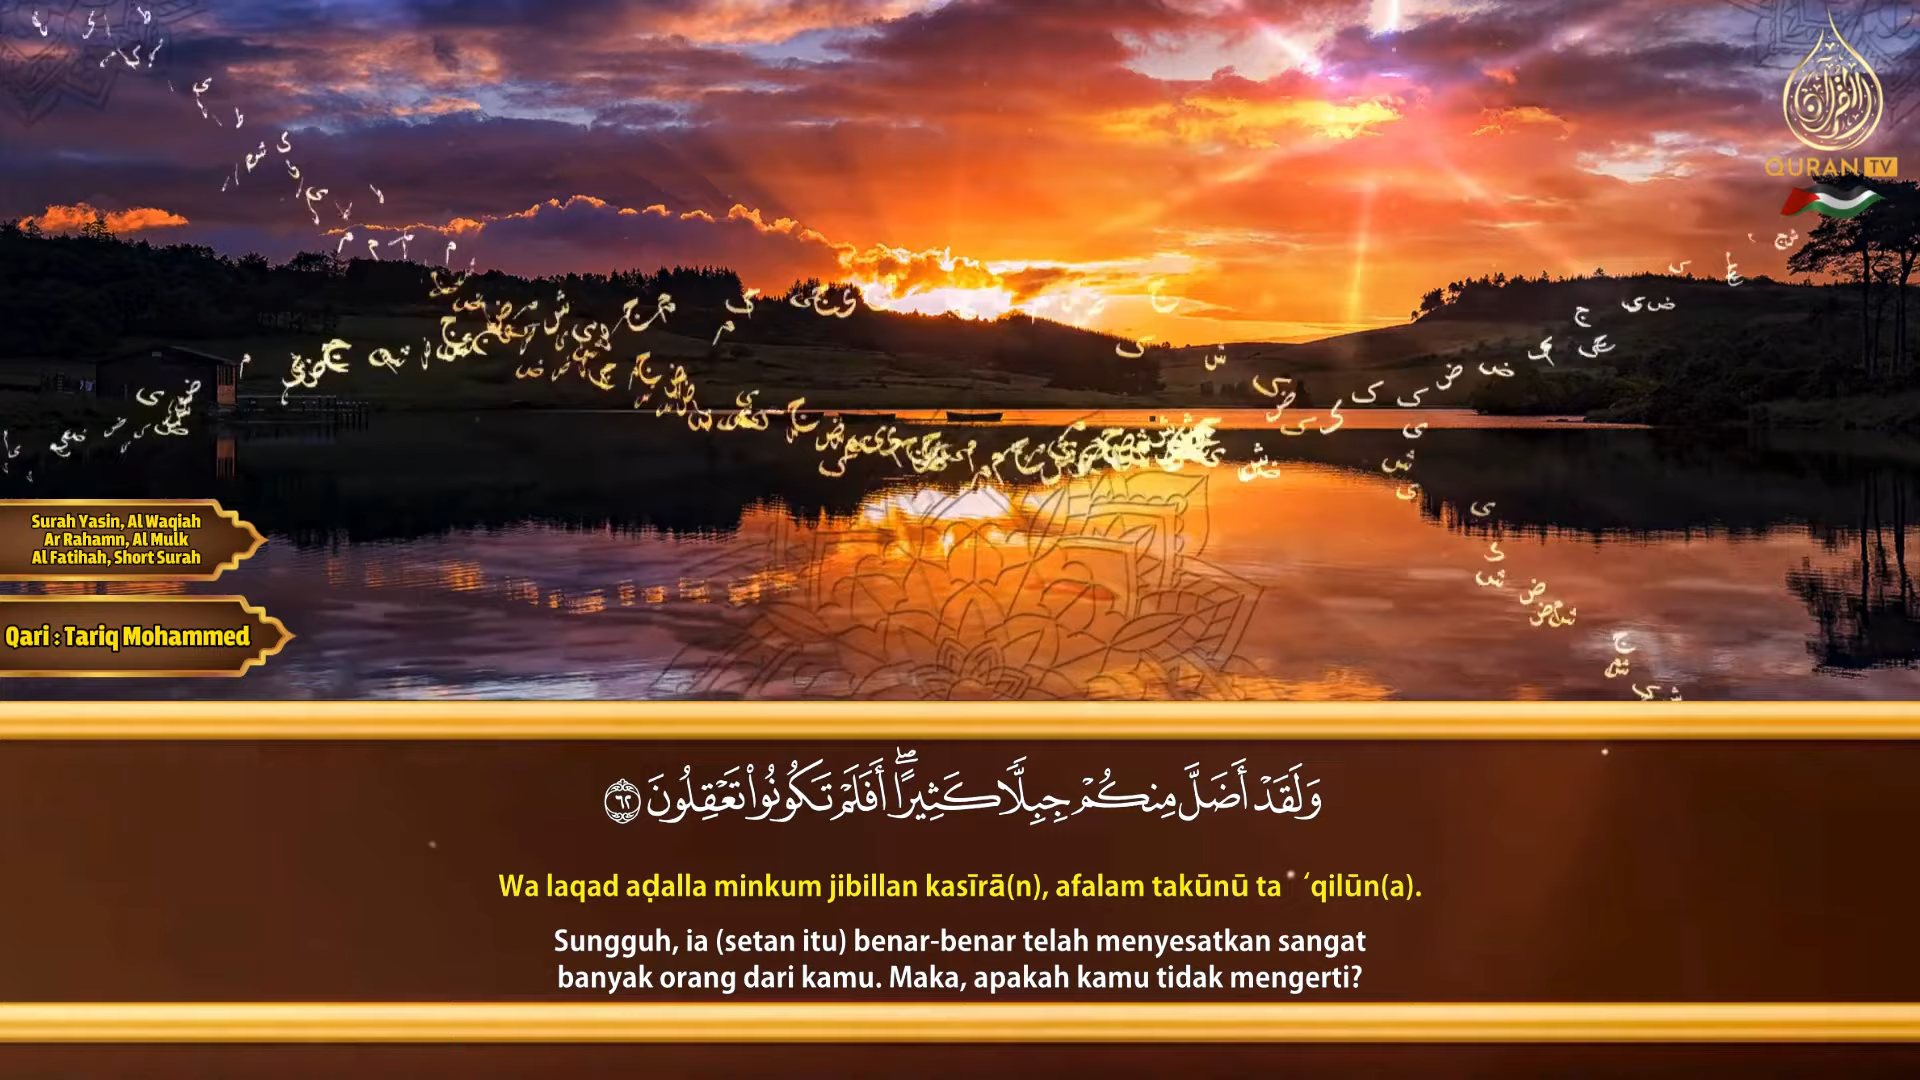 القرآن
QURAN TV
Surah Yasin, Al Waqiah
Ar Rahamn, Al Mulk
Al Fatihah, Short Surah
Qari : Tariq Mohammed
وَلَقَدْ أَضَلَّ مِنكُمْ جِبِلًّا كَثِيرًا ۖ أَفَلَمْ تَكُونُوا۟ تَعْقِلُونَ ٦٢
Wa laqad aḍalla minkum jibillan kasīrā(n), afalam takūnū ta‘qilūn(a).
Sungguh, ia (setan itu) benar-benar telah menyesatkan sangat
banyak orang dari kamu. Maka, apakah kamu tidak mengerti?